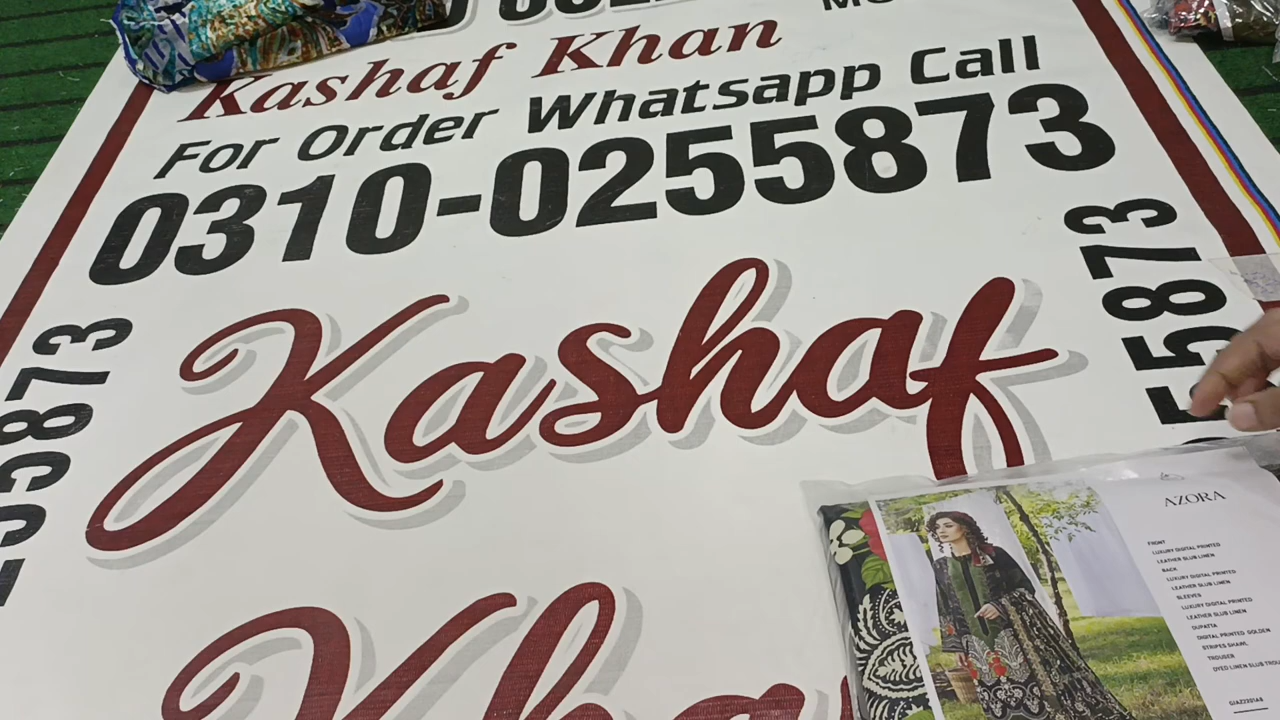 Kashaf Khan
For Order Whatsapp Call
0310-0255873
Kashaf
5873
55873
AZORA
FRONT
LUXURY DIGITAL PRINTED
LEATHER SLUB LINEN
BACK
LUXURY DIGITAL PRINTED
LEATHER SLUB LINEN
SLEEVES
LUXURY DIGITAL PRINTED
LEATHER SLUB LINEN
DUPATTA
DIGITAL PRINTED GOLDEN
STRIPES SHAWL
TROUSER
DYED LINEN SLUB